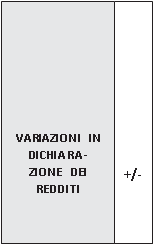 VARIAZIONI IN
DICHIARA-
ZIONE DEI
REDDITI
+/-